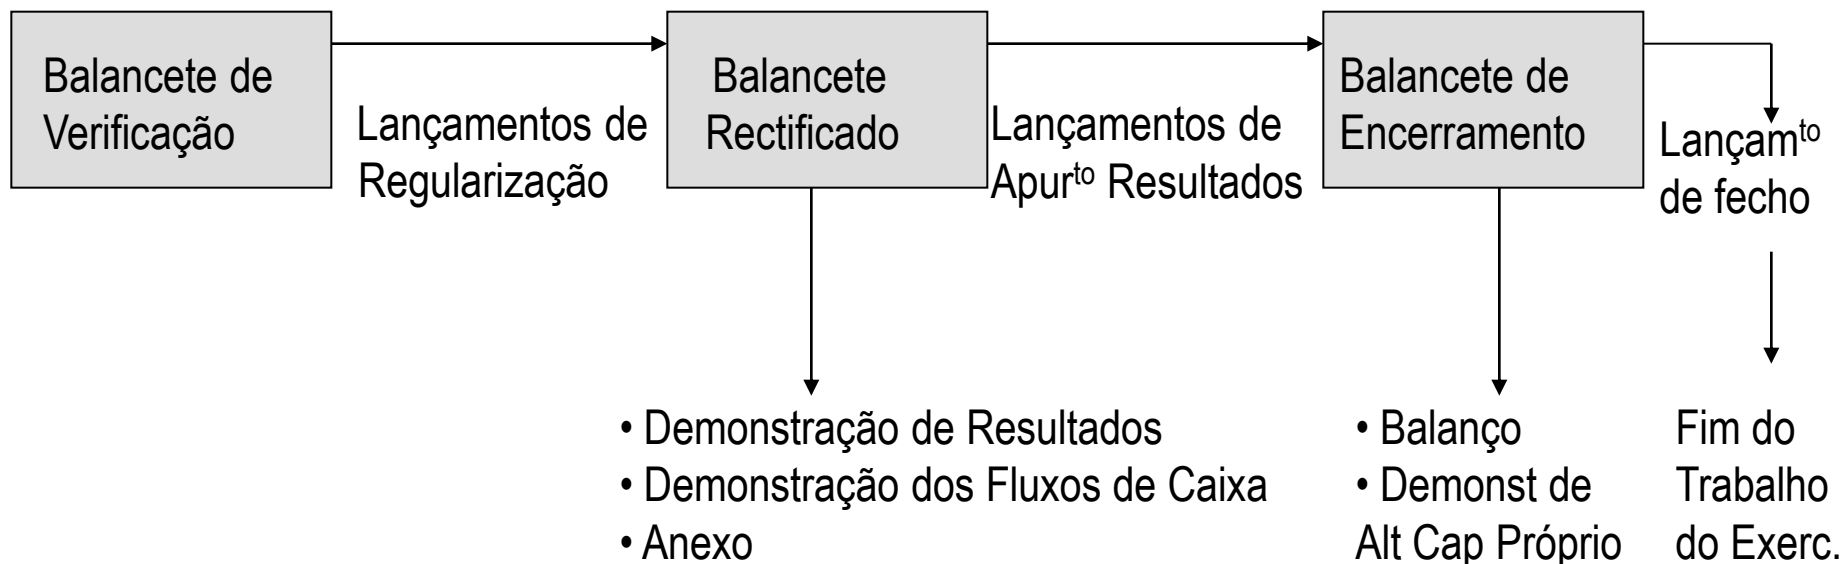 Balancete de
Verificação
Lançamentos de
Regularização
Balancete
Rectificado
Lançamentos de
Apurto Resultados
Balancete de
Encerramento
Lançamto
de fecho
• Demonstração de Resultados
• Demonstração dos Fluxos de Caixa
• Anexo
• Balanço
• Demonst de
Alt Cap Próprio
Fim do
Trabalho
do Exerc.